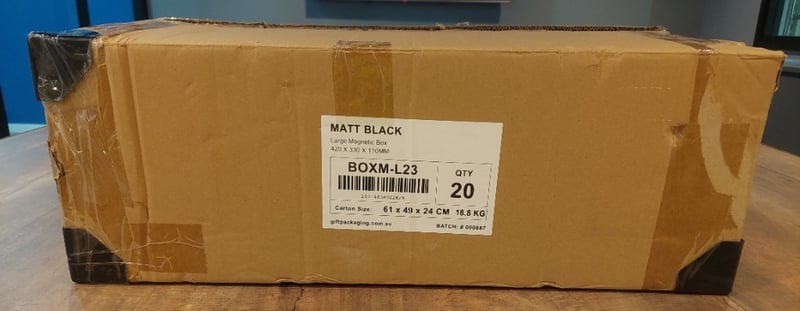 MATT BLACK
Large Magnetic Box
420 X 330 X 110MM
BOXM-L23
QTY
20
Carton Size: 61 x 49 x 24 CM 18.8 KG
giftpackaging.com.au
BATCH: # 090887